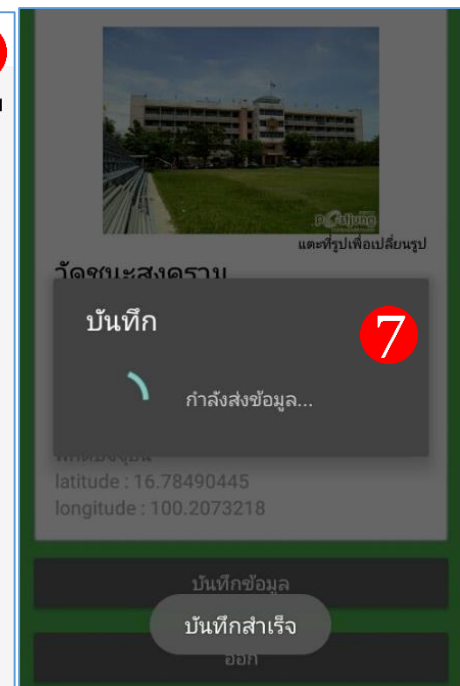 แตะที่รูปเพื่อเปลี่ยนรูป
วัดชนะสงคราม
บันทึก
7
กำลังส่งข้อมูล...
latitude : 16.78490445
longitude : 100.2073218
บันทึกข้อมูล
บันทึกสำเร็จ
ออก